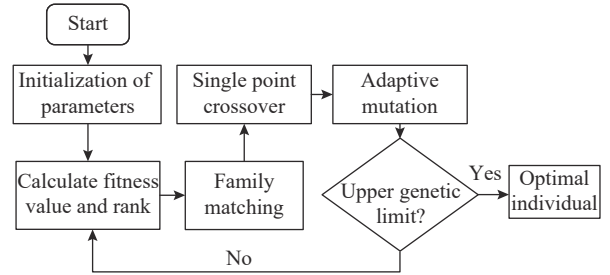 Start
Initialization of
parameters
Calculate fitness
value and rank
Family
matching
Single point
crossover
Adaptive
mutation
Upper genetic
limit?
Yes
Optimal
individual
No